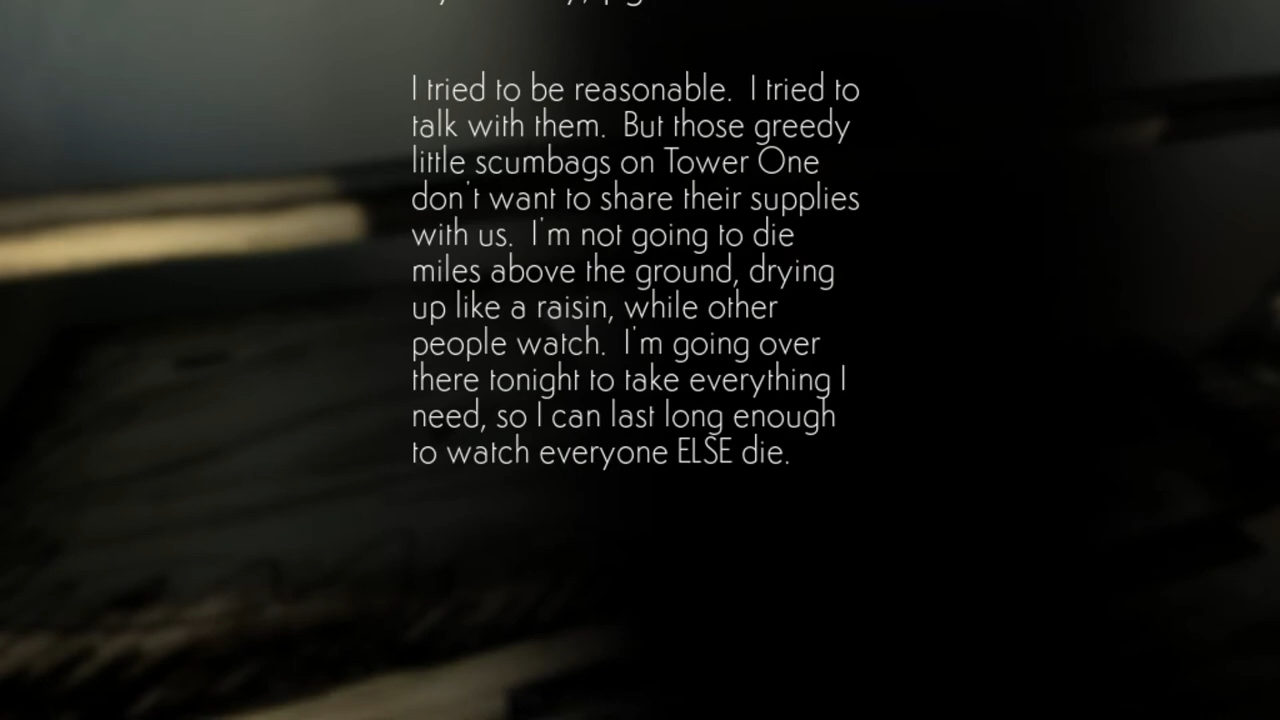 I tried to be reasonable.  I tried to
talk with them.  But those greedy
little scumbags on Tower One
don't want to share their supplies
with us.  I'm not going to die
miles above the ground, drying
up like a raisin, while other
people watch.  I'm going over
there tonight to take everything I
need, so I can last long enough
to watch everyone ELSE die.